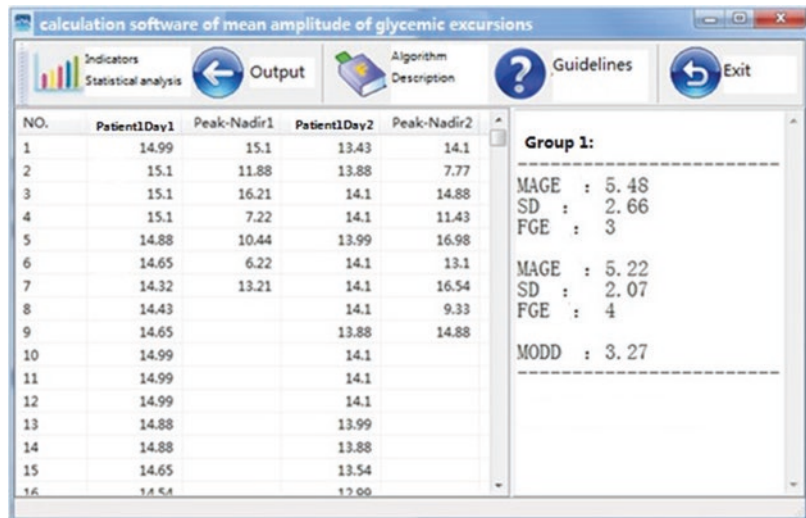 calculation software of mean amplitude of glycemic excursions
Indicators
Statistical analysis
Output
Algorithm
Description
Guidelines
Exit
NO. Patient1Day1 Peak-Nadir1 Patient1Day2 Peak-Nadir2
1 14.99 15.1 13.43 14.1
2 15.1 11.88 13.88 7.77
3 15.1 16.21 14.1 14.88
4 15.1 7.22 14.1 11.43
5 14.88 10.44 13.99 16.98
6 14.65 6.22 14.1 13.1
7 14.32 13.21 14.1 16.54
8 14.43 14.1 9.33
9 14.65 13.88 14.88
10 14.99 14.1
11 14.99 14.1
12 14.99 14.1
13 14.88 13.99
14 14.88 13.88
15 14.65 13.54
16 14.54 12.99
Group 1:
MAGE : 5.48
SD : 2.66
FGE : 3
MAGE : 5.22
SD : 2.07
FGE : 4
MODD : 3.27